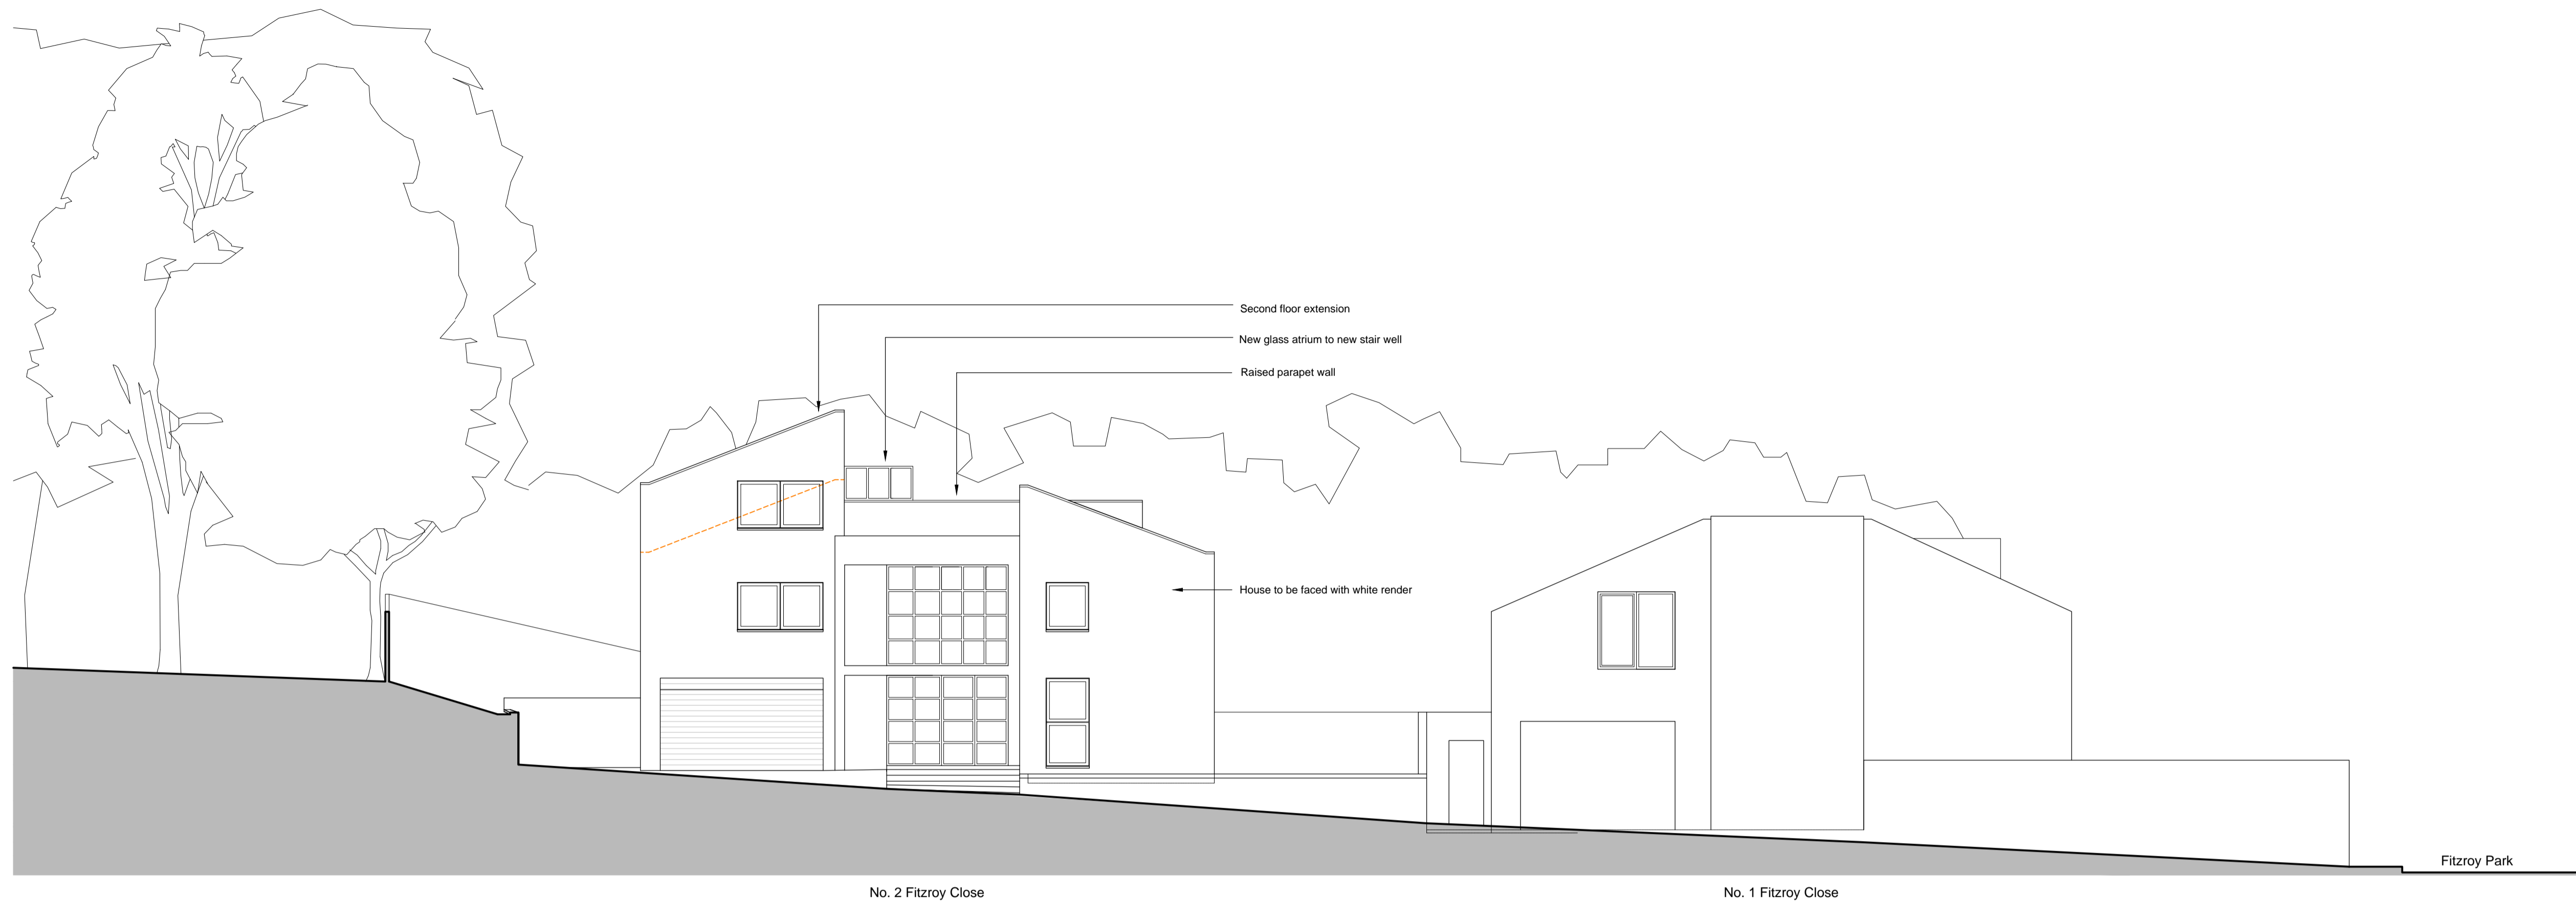 Second floor extension
New glass atrium to new stair well
Raised parapet wall
House to be faced with white render
Fitzroy Park
No. 2 Fitzroy Close
No. 1 Fitzroy Close